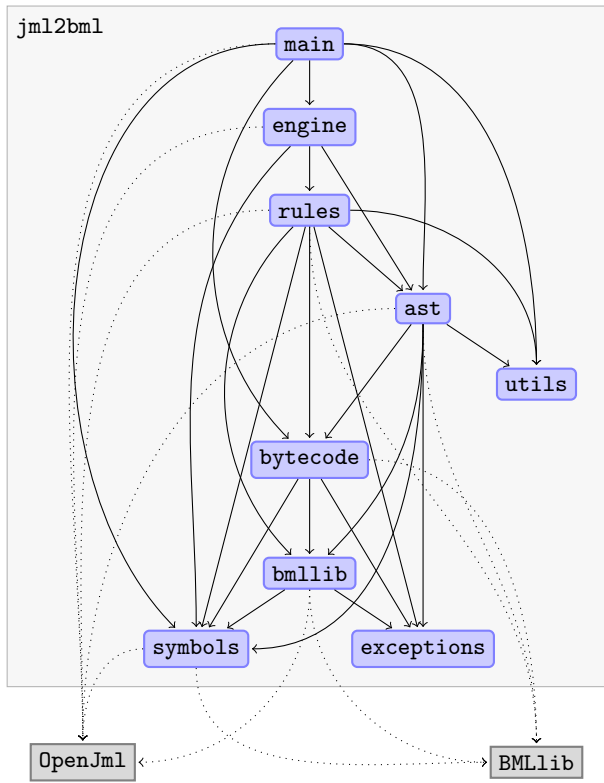 jml2bml
main
engine
rules
ast
utils
bytecode
bmllib
symbols
exceptions
OpenJml
BMLlib